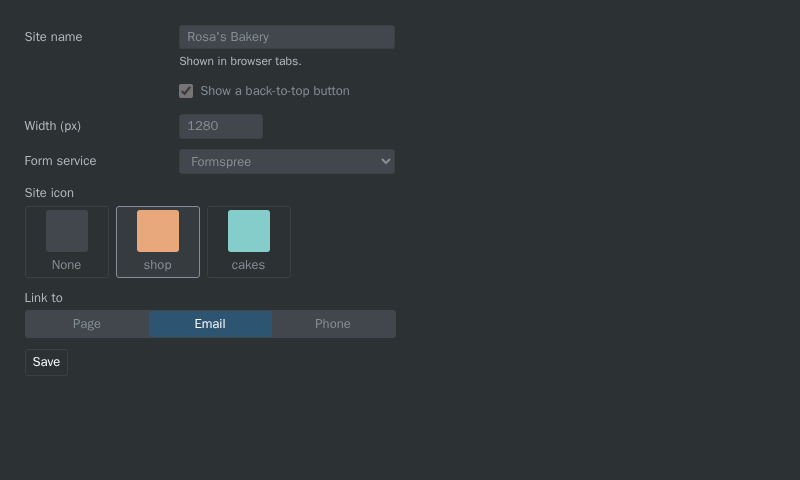 Site name
Rosa's Bakery
Shown in browser tabs.
Show a back-to-top button
Width (px)
1280
Form service
Formspree
Site icon
None
shop
cakes
Link to
Page
Email
Phone
Save